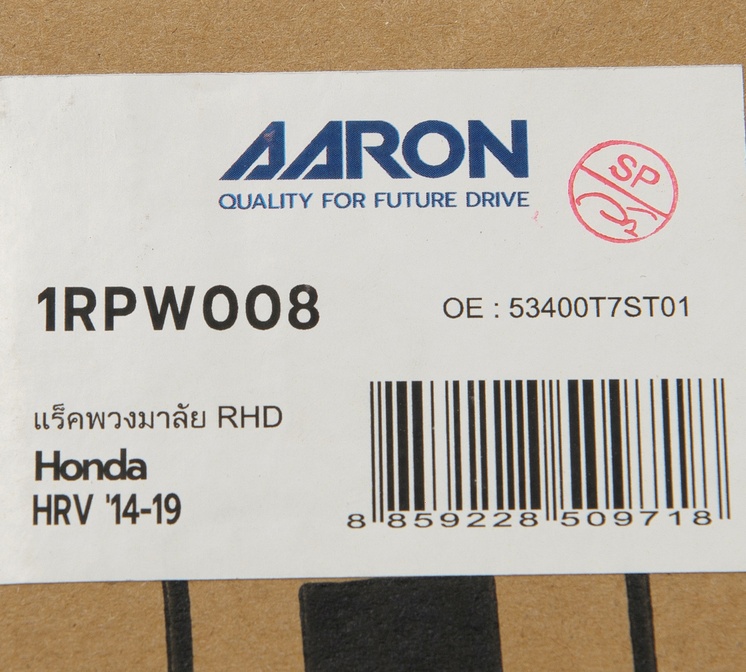 AARON
QUALITY FOR FUTURE DRIVE
SP
1RPW008
OE : 53400T7ST01
แร็คพวงมาลัย RHD
Honda
HRV '14-19
8 859228 509718